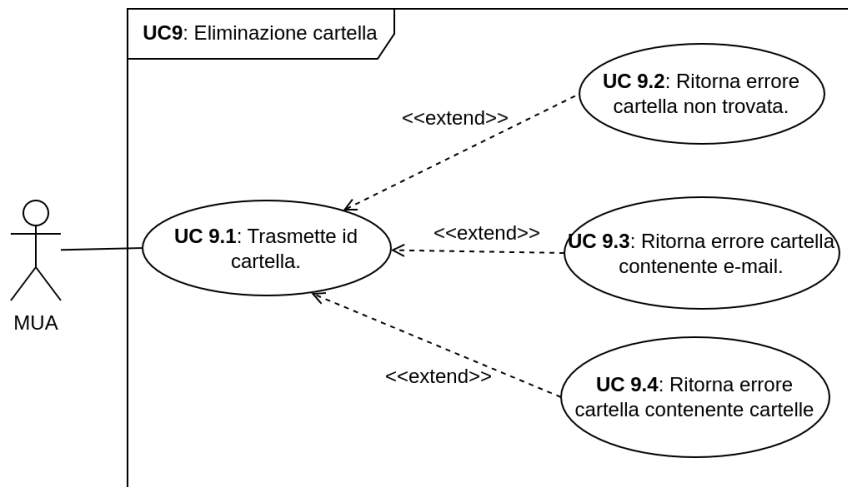 UC9: Eliminazione cartella
UC 9.2: Ritorna errore
cartella non trovata.
<<extend>>
UC 9.1: Trasmette id
cartella.
<<extend>>
UC 9.3: Ritorna errore cartella
contenente e-mail.
MUA
<<extend>>
UC 9.4: Ritorna errore
cartella contenente cartelle